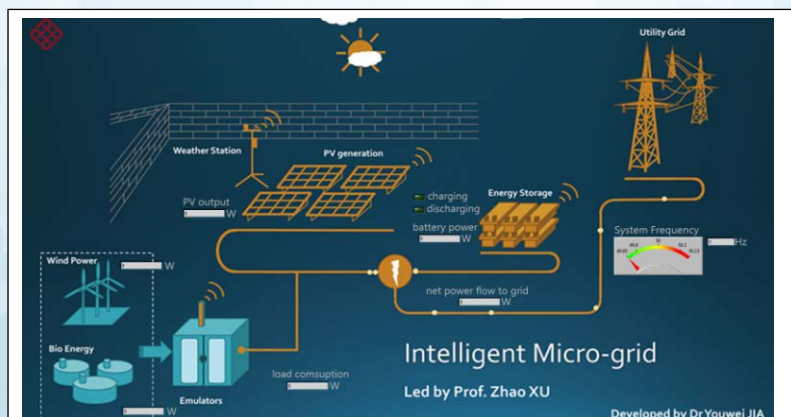 Utility Grid
Weather Station
PV generation
PV output
W
charging
discharging
Energy Storage
battery power
W
System Frequency
50
Hz
Wind Power
W
net power flow to grid
W
Bio Energy
Intelligent Micro-grid
load comsuption
W
Emulators
W
Led by Prof. Zhao XU
Developed by Dr Youwei JIA